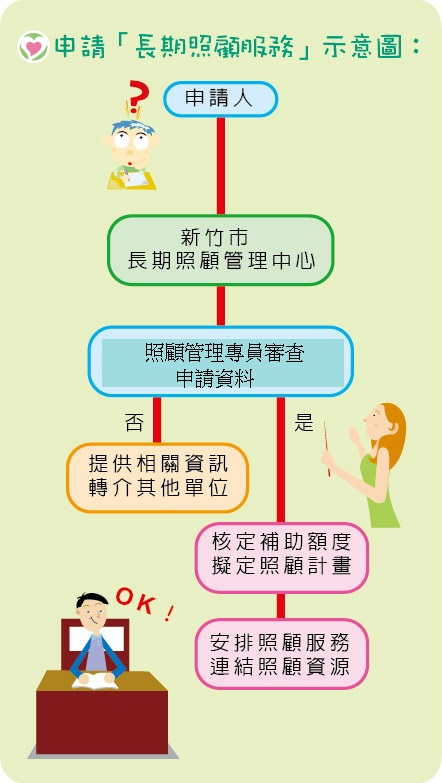 申請「長期照顧服務」示意圖：
?
申請人
新竹市
長期照顧管理中心
照顧管理專員審查
申請資料
否
是
提供相關資訊
轉介其他單位
核定補助額度
擬定照顧計畫
OK！
安排照顧服務
連結照顧資源